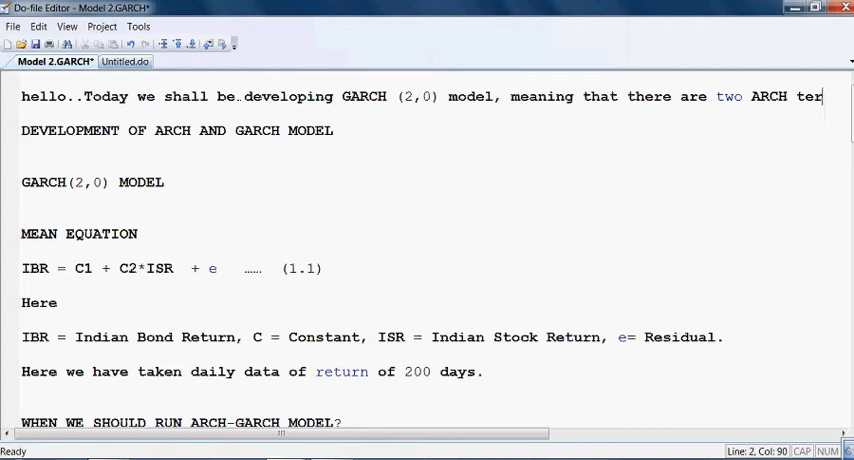 Do-file Editor - Model 2.GARCH*
File Edit View Project Tools
Model 2.GARCH* Untitled.do
hello..Today we shall be..developing GARCH (2,0) model, meaning that there are two ARCH ter
DEVELOPMENT OF ARCH AND GARCH MODEL
GARCH(2,0) MODEL
MEAN EQUATION
IBR = C1 + C2*ISR + e …… (1.1)
Here
IBR = Indian Bond Return, C = Constant, ISR = Indian Stock Return, e= Residual.
Here we have taken daily data of return of 200 days.
WHEN WE SHOULD RUN ARCH-GARCH MODEL?
Ready Line: 2, Col: 90 CAP NUM